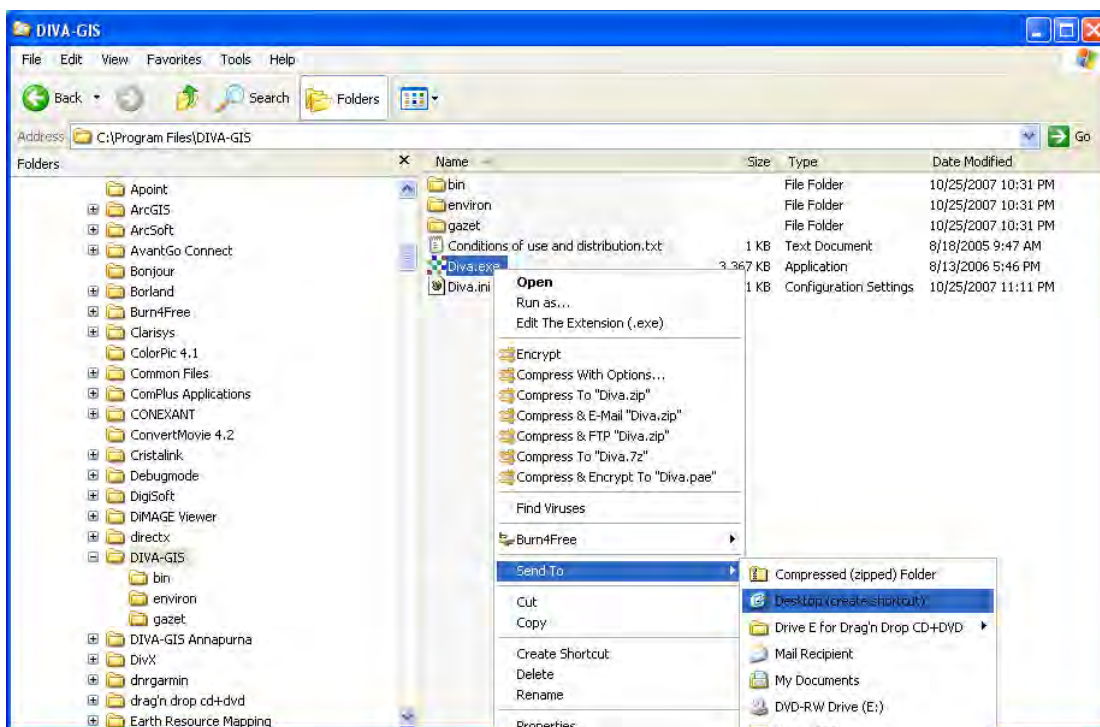 DIVA-GIS
File Edit View Favorites Tools Help
Back Search Folders
Address C:\Program Files\DIVA-GIS Go
Folders
Name Size Type Date Modified
Apoint
ArcGIS
ArcSoft
AvantGo Connect
Bonjour
Borland
Burn4Free
Clarisys
ColorPic 4.1
Common Files
ComPlus Applications
CONEXANT
ConvertMovie 4.2
Cristalink
Debugmode
DigiSoft
DiMAGE Viewer
directx
DIVA-GIS
bin
environ
gazet
DIVA-GIS Annapurna
DivX
dnrgarmin
drag'n drop cd+dvd
Earth Resource Mapping
bin File Folder 10/25/2007 10:31 PM
environ File Folder 10/25/2007 10:31 PM
gazet File Folder 10/25/2007 10:31 PM
Conditions of use and distribution.txt 1 KB Text Document 8/18/2005 9:47 AM
Diva.exe 3,367 KB Application 8/13/2006 5:46 PM
Diva.ini 1 KB Configuration Settings 10/25/2007 11:11 PM
Open
Run as...
Edit The Extension (.exe)
Encrypt
Compress With Options...
Compress To "Diva.zip"
Compress & E-Mail "Diva.zip"
Compress & FTP "Diva.zip"
Compress To "Diva.7z"
Compress & Encrypt To "Diva.pae"
Find Viruses
Burn4Free
Send To
Cut
Copy
Create Shortcut
Delete
Rename
Properties
Compressed (zipped) Folder
Desktop (create shortcut)
Drive E for Drag'n Drop CD+DVD
Mail Recipient
My Documents
DVD-RW Drive (E:)